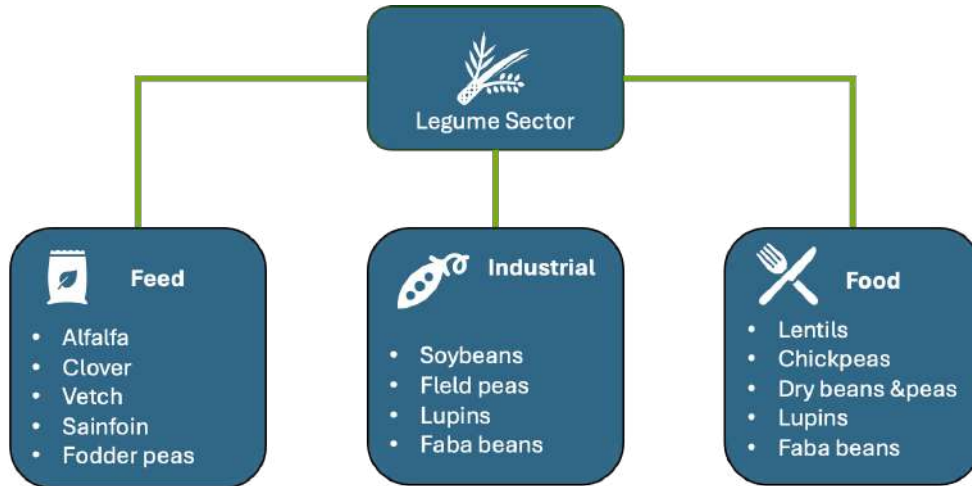 Legume Sector
Feed
• Alfalfa
• Clover
• Vetch
• Sainfoin
• Fodder peas
Industrial
• Soybeans
• Fleld peas
• Lupins
• Faba beans
Food
• Lentils
• Chickpeas
• Dry beans &peas
• Lupins
• Faba beans